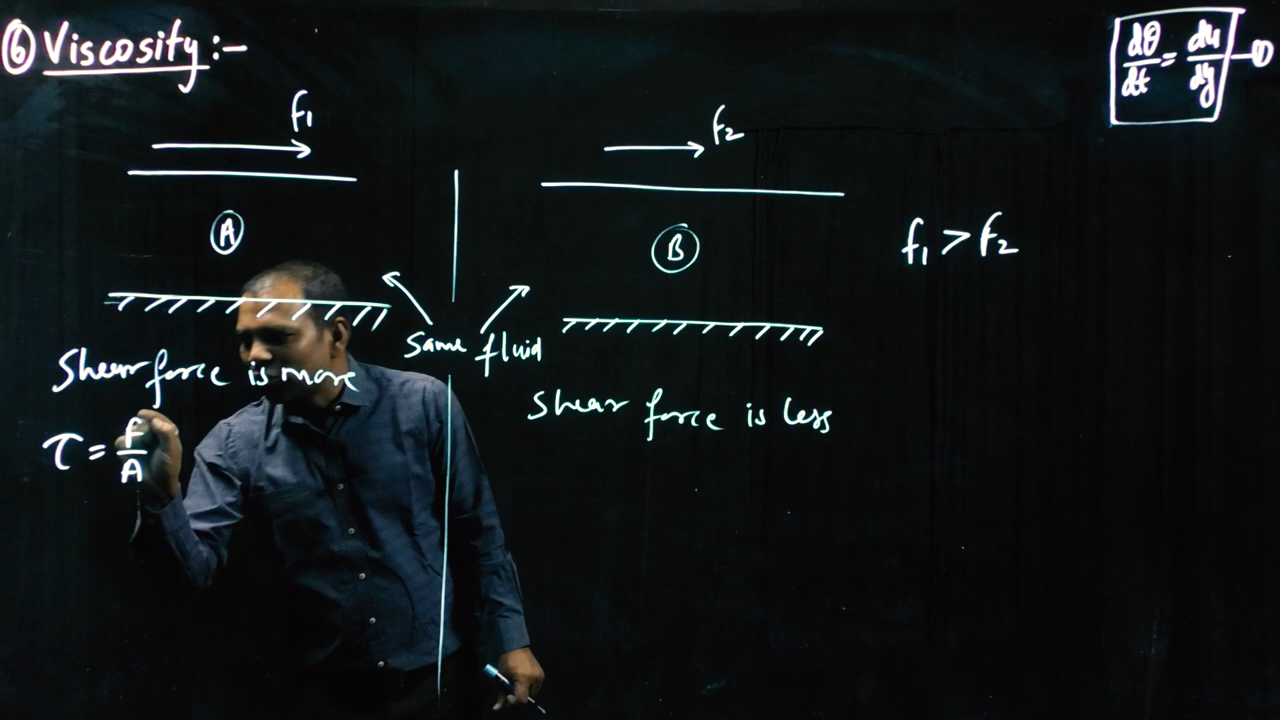 ⑥ Viscosity :-
dθ/dt = du/dy — ①
F₁
F₂
Ⓐ
Ⓑ
F₁ > F₂
Same fluid
Shear force is more
Shear force is less
τ = F/A